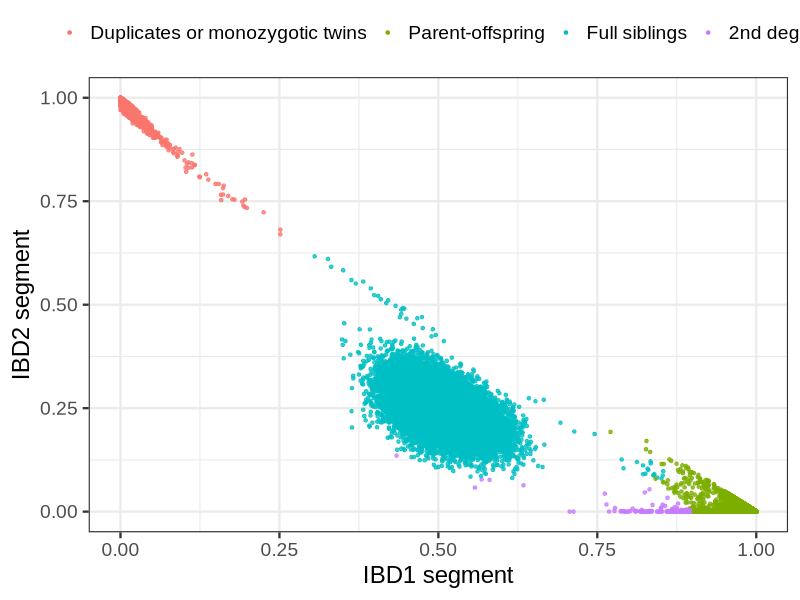 Duplicates or monozygotic twins Parent-offspring Full siblings 2nd deg
1.00
0.75
0.50
0.25
0.00
IBD2 segment
0.00 0.25 0.50 0.75 1.00
IBD1 segment